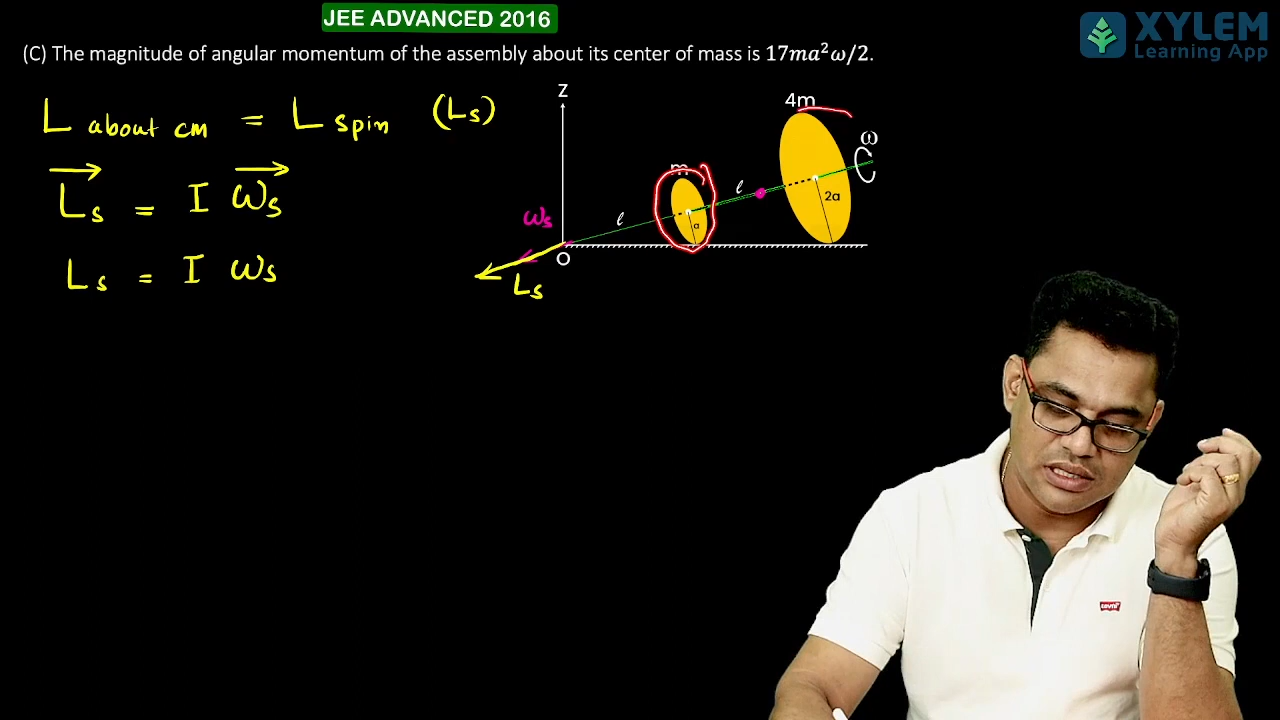 JEE ADVANCED 2016
XYLEM
Learning App
(C) The magnitude of angular momentum of the assembly about its center of mass is 17ma²ω/2.
L about cm = L spin (Ls)
Ls = I ωs
Ls = I ωs
Z
4m
ω
m
l
2a
l
a
ωs
O
Ls
Levi's